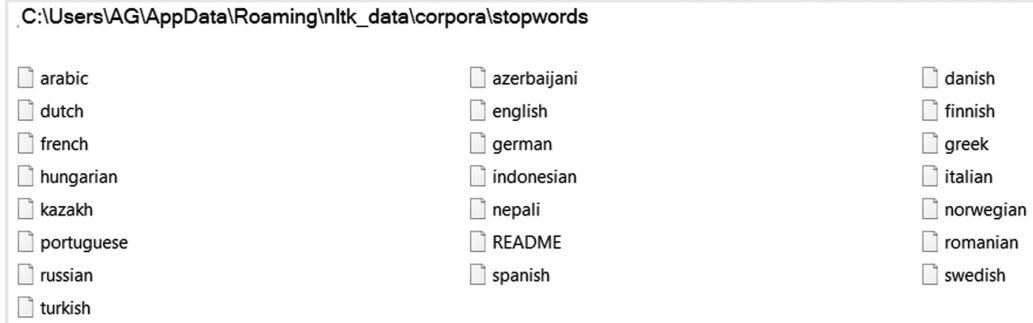 C:\Users\AG\AppData\Roaming\nltk_data\corpora\stopwords
arabic azerbaijani danish
dutch english finnish
french german greek
hungarian indonesian italian
kazakh nepali norwegian
portuguese README romanian
russian spanish swedish
turkish